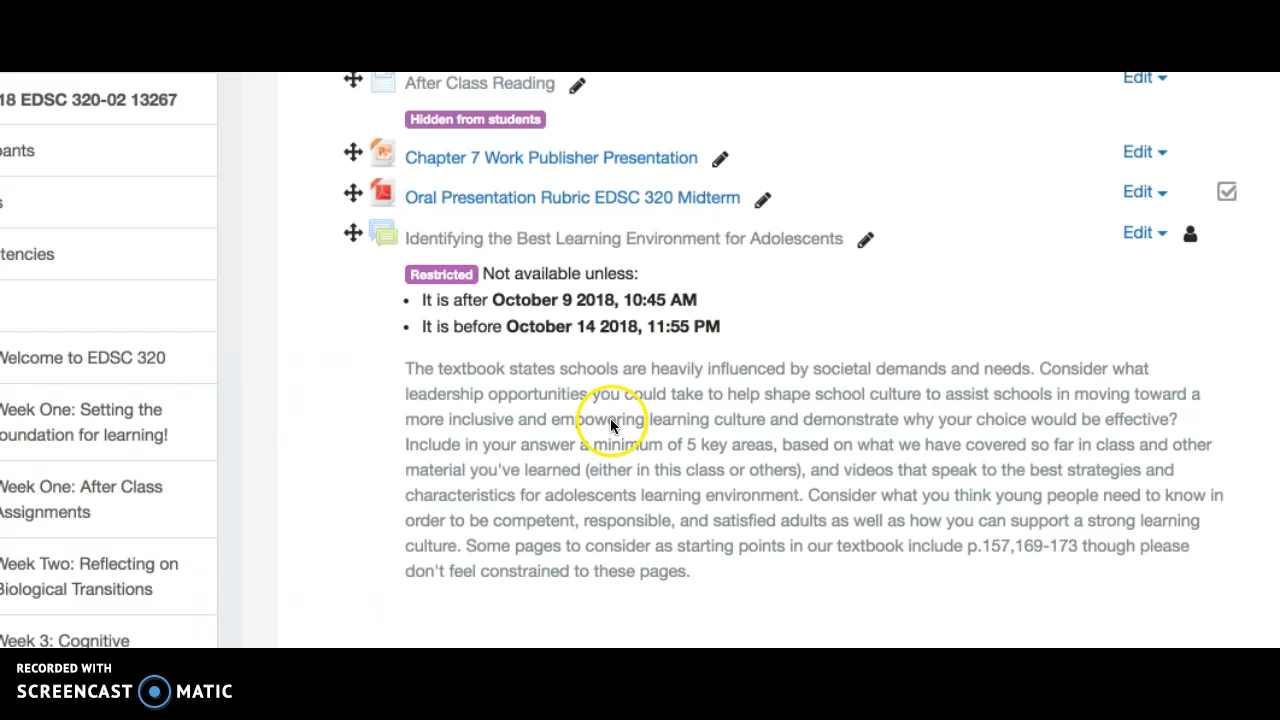 After Class Reading
Edit
Hidden from students
Chapter 7 Work Publisher Presentation
Edit
Oral Presentation Rubric EDSC 320 Midterm
Edit
Identifying the Best Learning Environment for Adolescents
Edit
Restricted Not available unless:
• It is after October 9 2018, 10:45 AM
• It is before October 14 2018, 11:55 PM
The textbook states schools are heavily influenced by societal demands and needs. Consider what
leadership opportunities you could take to help shape school culture to assist schools in moving toward a
more inclusive and empowering learning culture and demonstrate why your choice would be effective?
Include in your answer a minimum of 5 key areas, based on what we have covered so far in class and other
material you've learned (either in this class or others), and videos that speak to the best strategies and
characteristics for adolescents learning environment. Consider what you think young people need to know in
order to be competent, responsible, and satisfied adults as well as how you can support a strong learning
culture. Some pages to consider as starting points in our textbook include p.157,169-173 though please
don't feel constrained to these pages.
18 EDSC 320-02 13267
pants
s
tencies
Welcome to EDSC 320
Week One: Setting the
oundation for learning!
Week One: After Class
Assignments
Week Two: Reflecting on
Biological Transitions
Week 3: Cognitive
RECORDED WITH
SCREENCAST MATIC